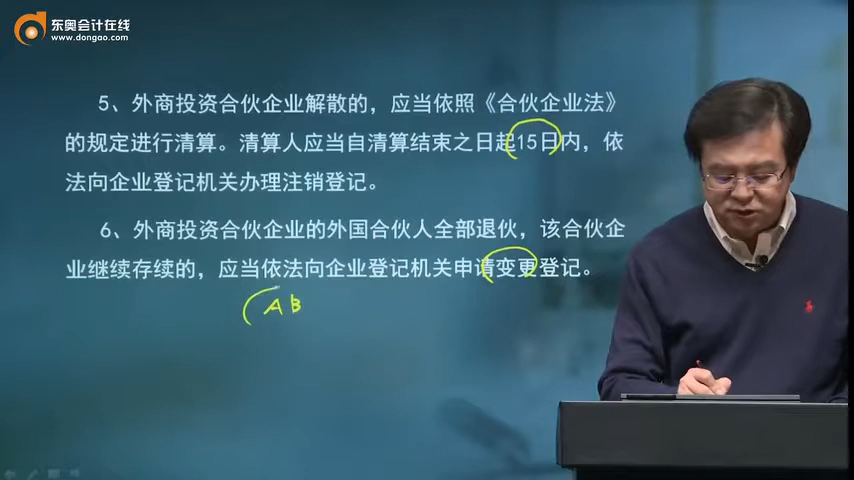 东奥会计在线
www.dongao.com
5、外商投资合伙企业解散的，应当依照《合伙企业法》
的规定进行清算。清算人应当自清算结束之日起15日内，依
法向企业登记机关办理注销登记。
6、外商投资合伙企业的外国合伙人全部退伙，该合伙企
业继续存续的，应当依法向企业登记机关申请变更登记。
AB